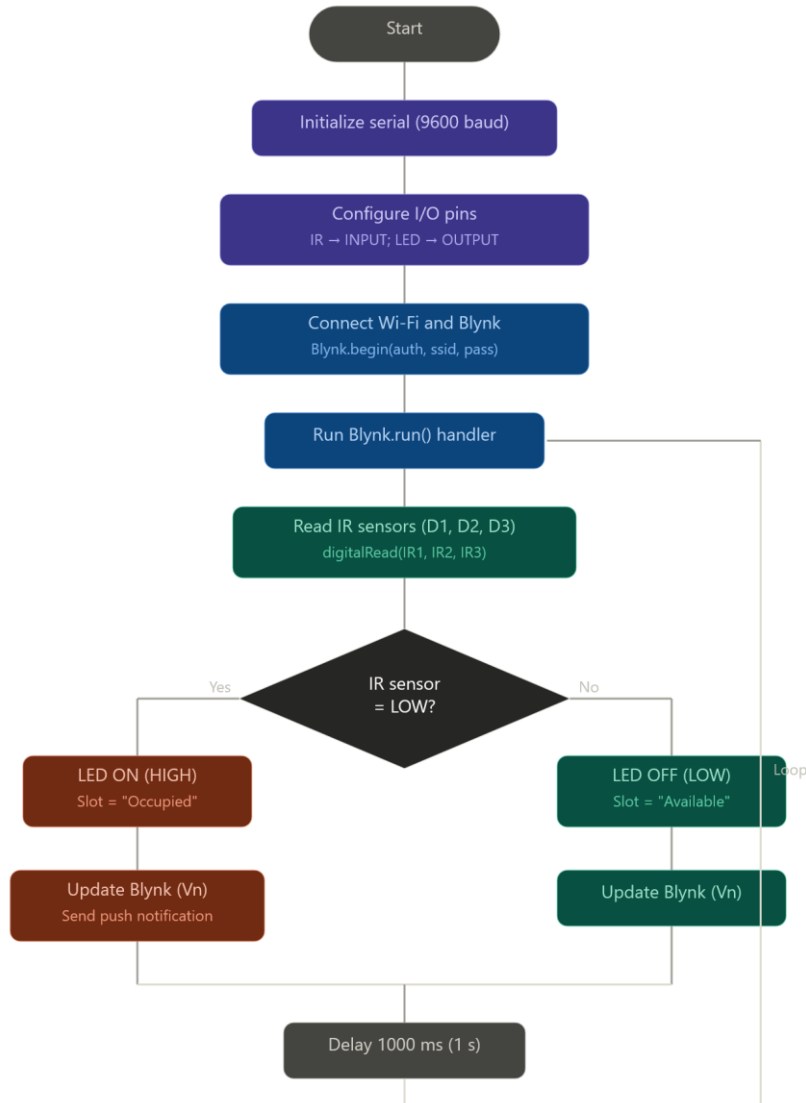 Start
Initialize serial (9600 baud)
Configure I/O pins
IR → INPUT; LED → OUTPUT
Connect Wi-Fi and Blynk
Blynk.begin(auth, ssid, pass)
Run Blynk.run() handler
Read IR sensors (D1, D2, D3)
digitalRead(IR1, IR2, IR3)
IR sensor
= LOW?
Yes
No
LED ON (HIGH)
Slot = "Occupied"
LED OFF (LOW)
Slot = "Available"
Loop
Update Blynk (Vn)
Send push notification
Update Blynk (Vn)
Delay 1000 ms (1 s)